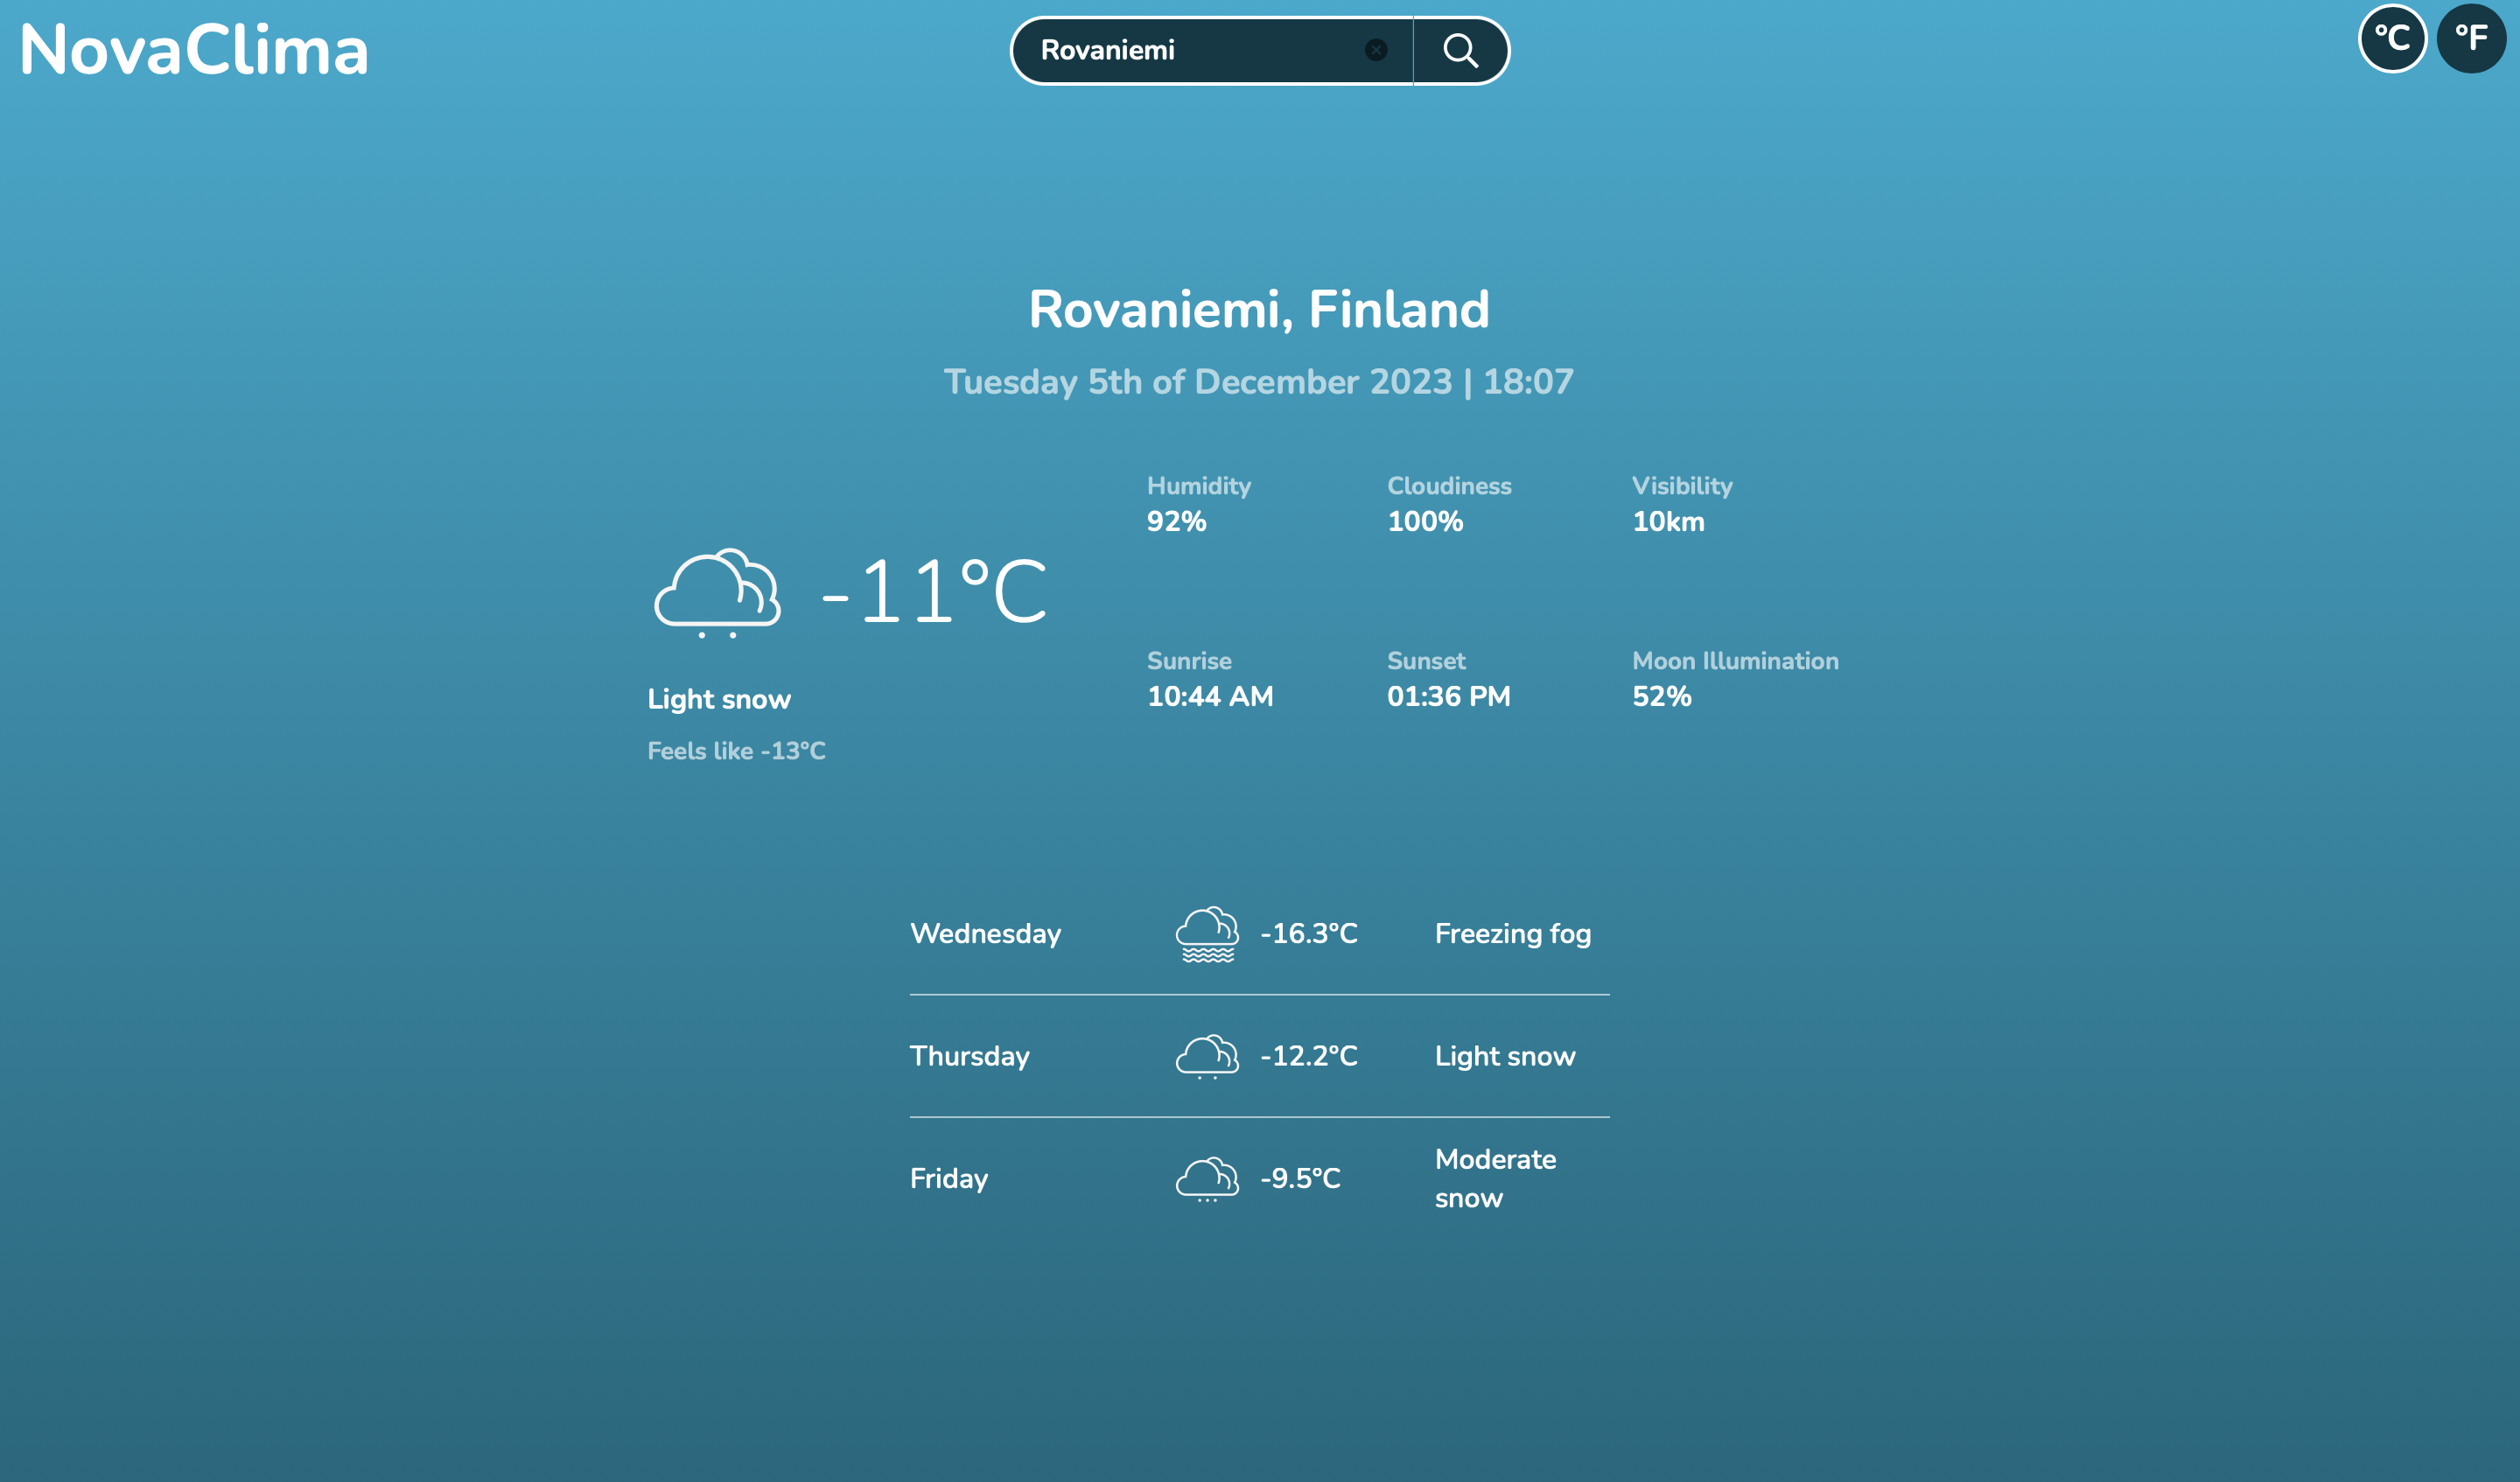 NovaClima
Rovaniemi
°C
°F
Rovaniemi, Finland
Tuesday 5th of December 2023 | 18:07
-11°C
Light snow
Feels like -13°C
Humidity
92%
Cloudiness
100%
Visibility
10km
Sunrise
10:44 AM
Sunset
01:36 PM
Moon Illumination
52%
Wednesday -16.3°C Freezing fog
Thursday -12.2°C Light snow
Friday -9.5°C Moderate
snow